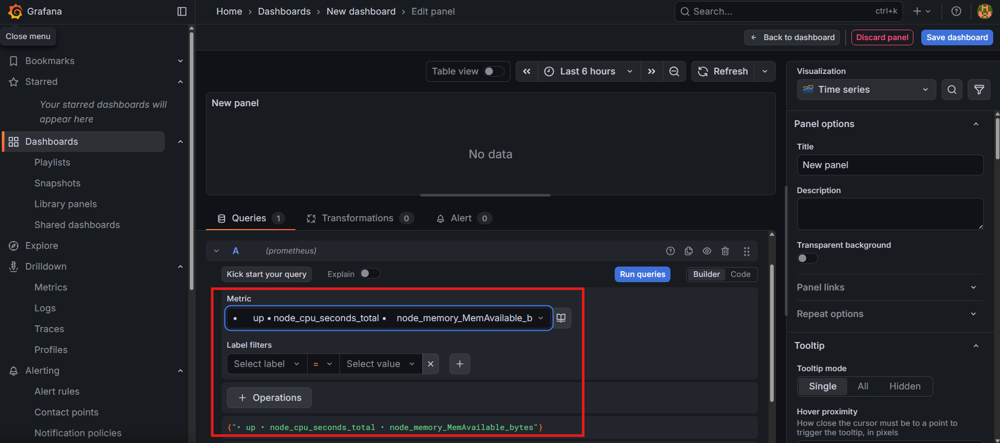 Grafana
Home › Dashboards › New dashboard › Edit panel
Search...
ctrl+k
Close menu
Back to dashboard
Discard panel
Save dashboard
Bookmarks
Starred
Your starred dashboards will
appear here
Dashboards
Playlists
Snapshots
Library panels
Shared dashboards
Explore
Drilldown
Metrics
Logs
Traces
Profiles
Alerting
Alert rules
Contact points
Notification policies
Table view
Last 6 hours
Refresh
New panel
No data
Queries 1
Transformations 0
Alert 0
A (prometheus)
Kick start your query
Explain
Run queries
Builder
Code
Metric
• up • node_cpu_seconds_total • node_memory_MemAvailable_b
Label filters
Select label
=
Select value
+ Operations
{"• up • node_cpu_seconds_total • node_memory_MemAvailable_bytes"}
Visualization
Time series
Panel options
Title
New panel
Description
Transparent background
Panel links
Repeat options
Tooltip
Tooltip mode
Single All Hidden
Hover proximity
How close the cursor must be to a point to
trigger the tooltip, in pixels